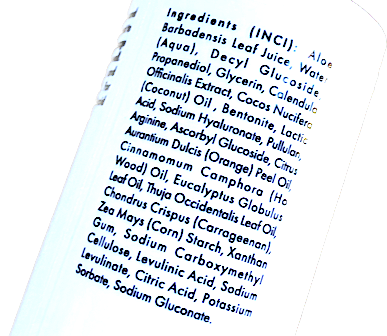 Ingredients (INCI): Aloe
Barbadensis Leaf Juice, Water
(Aqua), Decyl Glucoside,
Propanediol, Glycerin, Calendula
Officinalis Extract, Cocos Nucifera
(Coconut) Oil, Bentonite, Lactic
Acid, Sodium Hyaluronate, Pullulan,
Arginine, Ascorbyl Glucoside, Citrus
Aurantium Dulcis (Orange) Peel Oil,
Cinnamomum Camphora (Ho
Wood) Oil, Eucalyptus Globulus
Leaf Oil, Thuja Occidentalis Leaf Oil,
Chondrus Crispus (Carrageenan),
Zea Mays (Corn) Starch, Xanthan
Gum, Sodium Carboxymethyl
Cellulose, Levulinic Acid, Sodium
Levulinate, Citric Acid, Potassium
Sorbate, Sodium Gluconate.